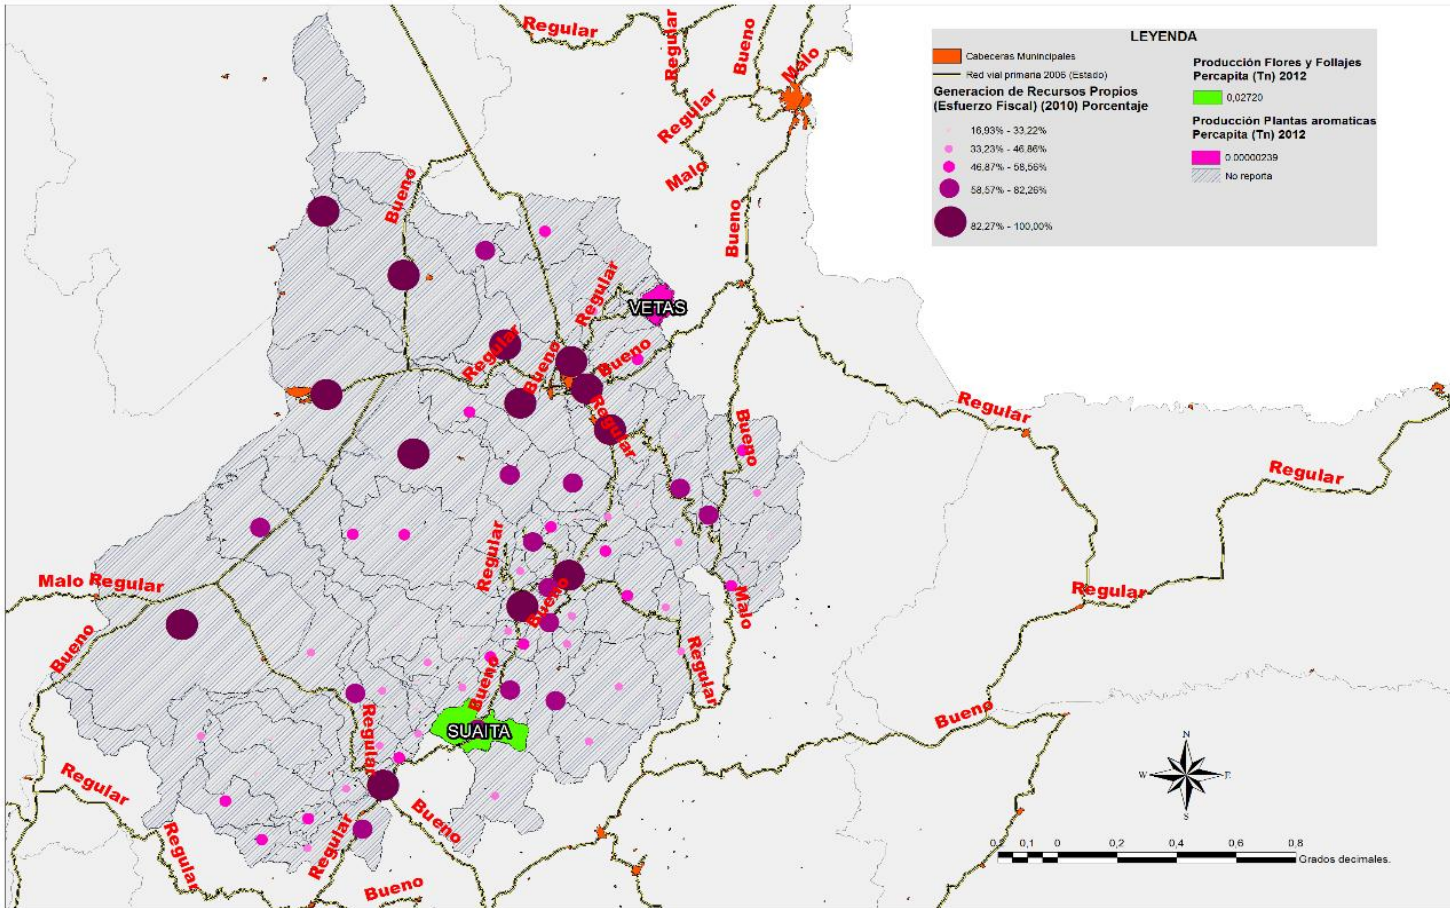 LEYENDA
Cabeceras Munincipales
Red vial primaria 2006 (Estado)
Generacion de Recursos Propios
(Esfuerzo Fiscal) (2010) Porcentaje
16,93% - 33,22%
33,23% - 46,86%
46,87% - 58,56%
58,57% - 82,26%
82,27% - 100,00%
Producción Flores y Follajes
Percapita (Tn) 2012
0,02720
Producción Plantas aromaticas
Percapita (Tn) 2012
0.00000239
No reporta
Regular
Regular
Bueno
Malo
Regular
Malo
Bueno
Bueno
Regular
VETAS
Regular
Bueno
Bueno
Regular
Bueno
Regular
Regular
Regular
Bueno
Malo
Malo Regular
Regular
Bueno
Regular
Bueno
Regular
Bueno
SUAITA
Regular
Bueno
Regular
Regular
Bueno
Bueno
N
W
E
S
0,2 0,1 0 0,2 0,4 0,6 0,8
Grados decimales.